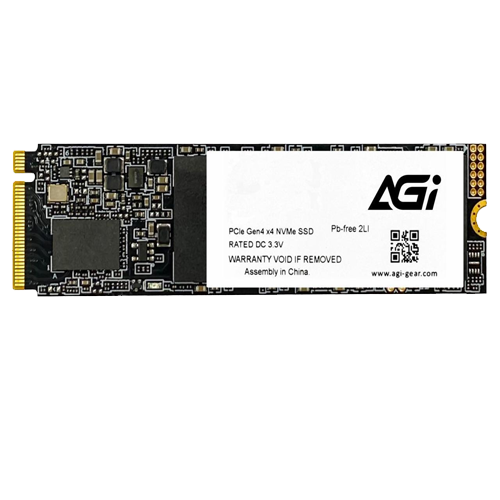 AGi
PCIe Gen4 x4 NVMe SSD Pb-free 2LI
RATED DC 3.3V
WARRANTY VOID IF REMOVED
Assembly in China.
www.agi-gear.com